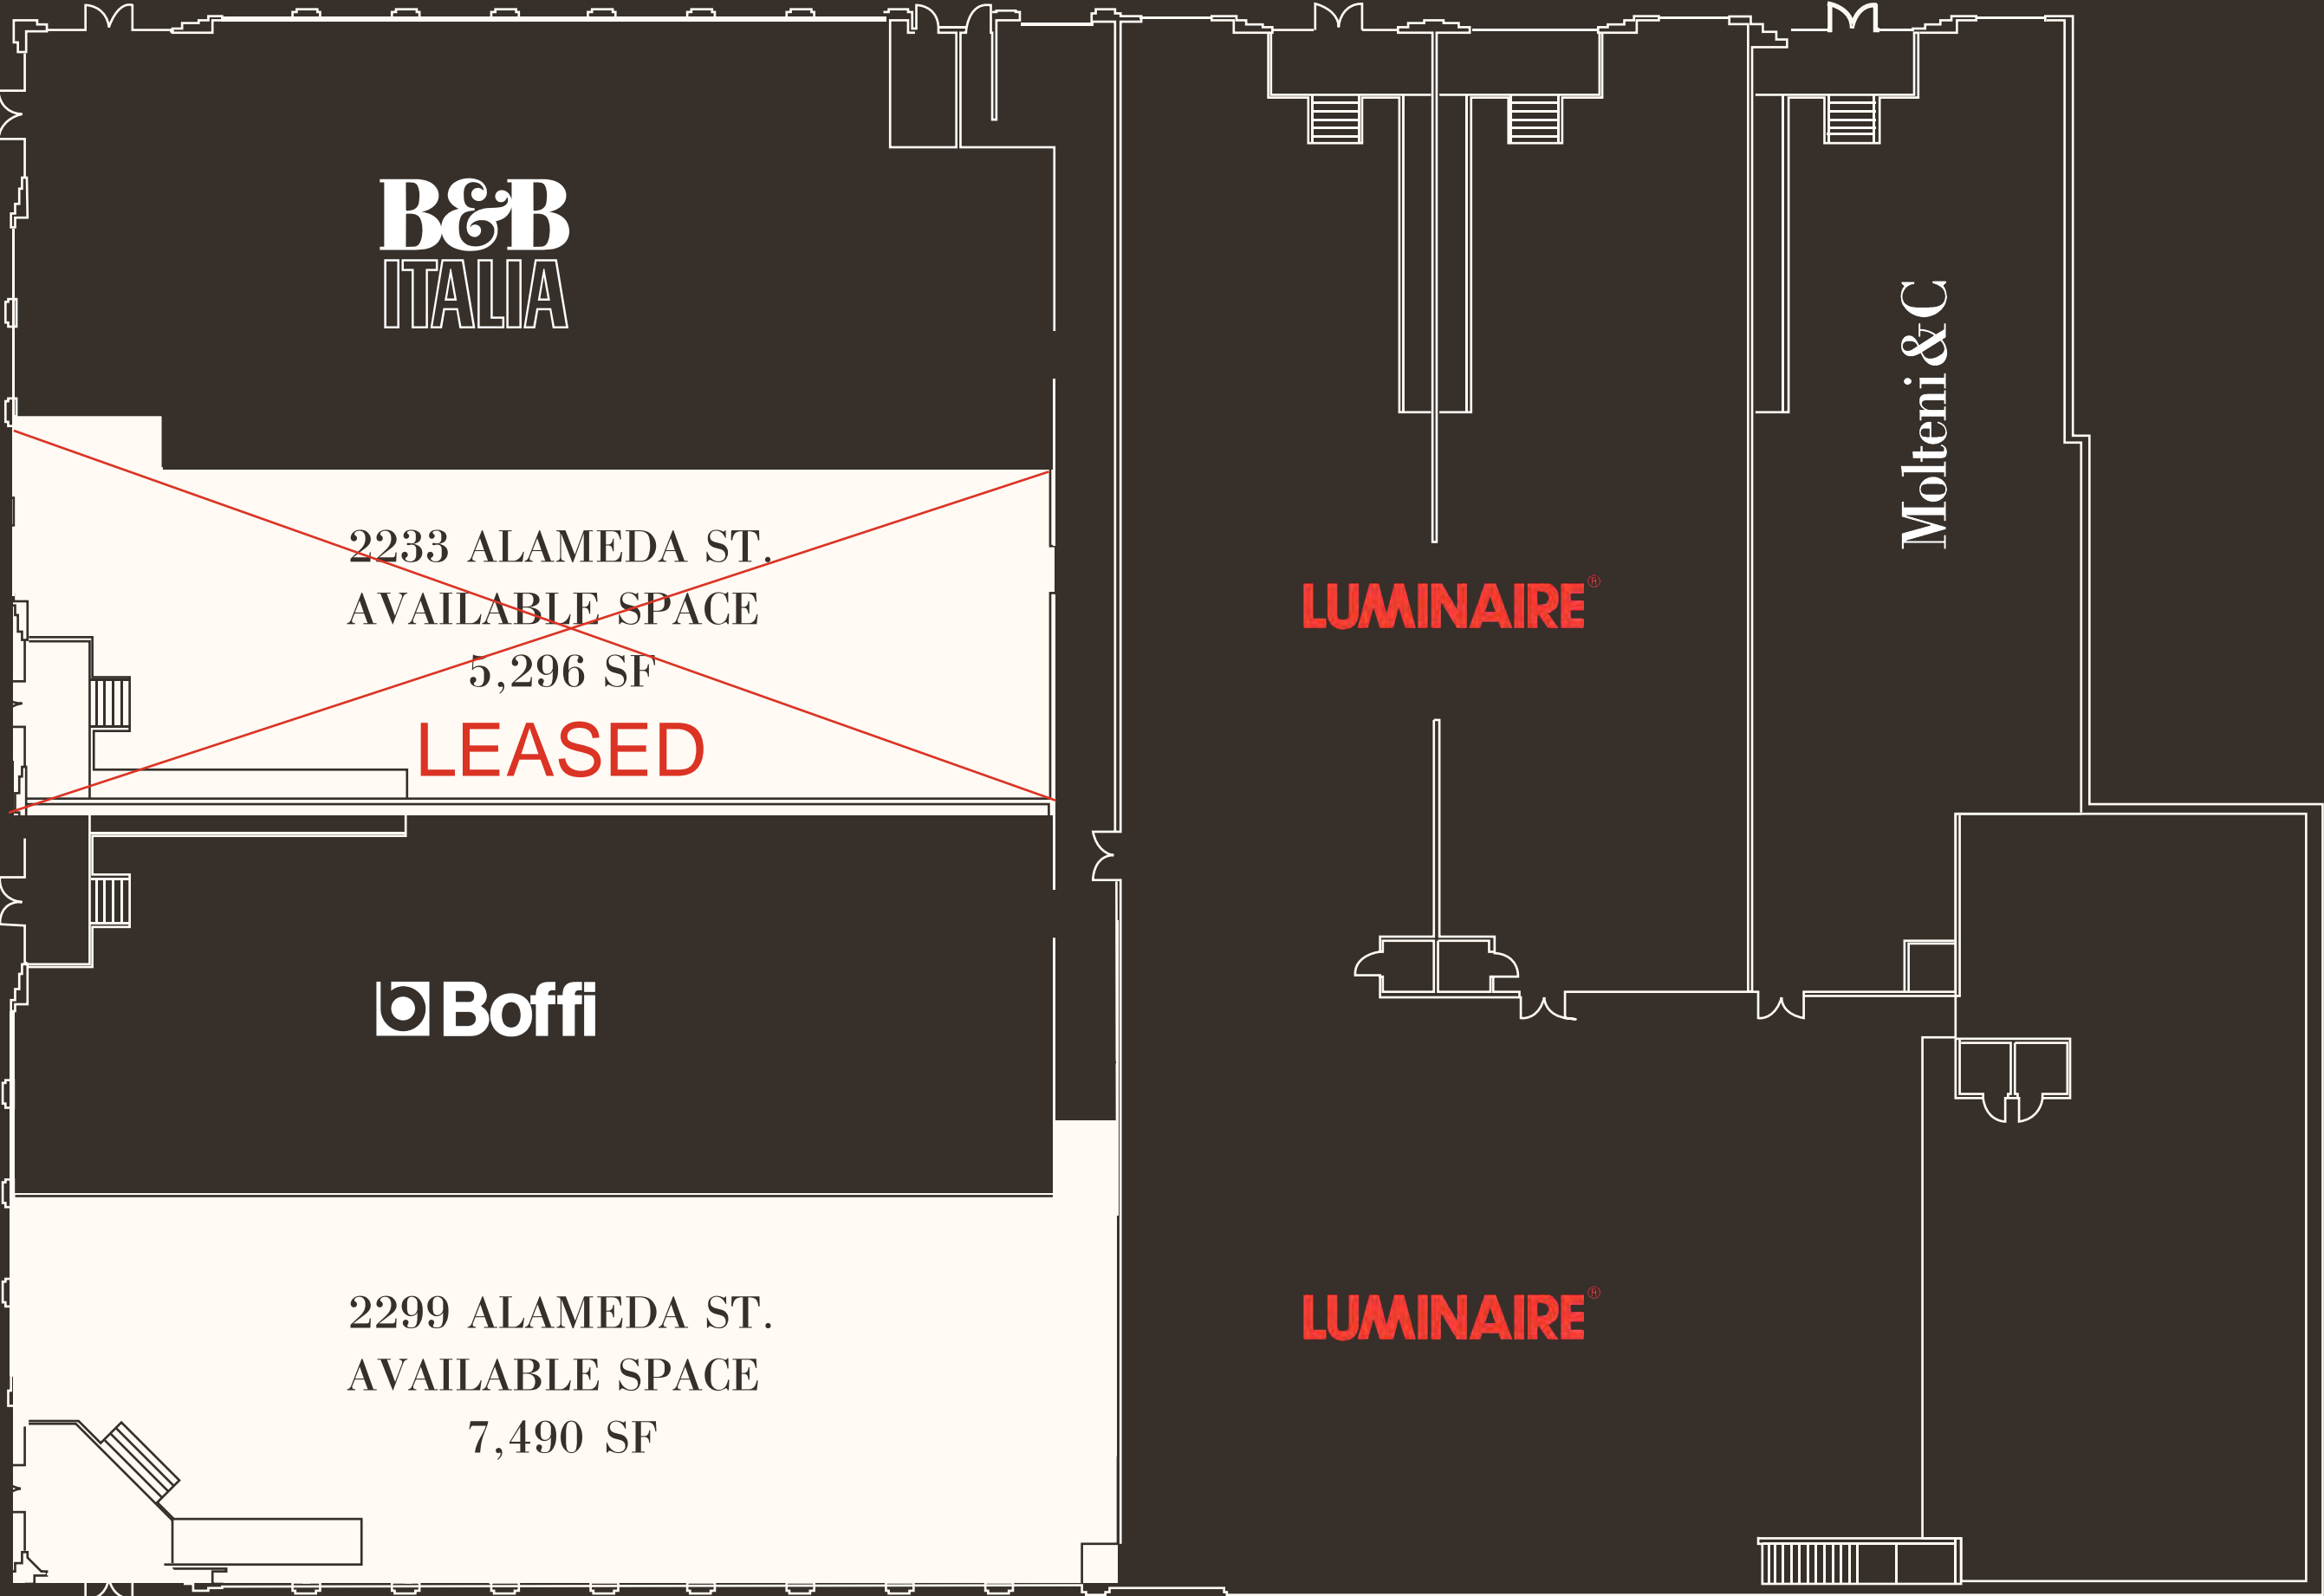 B&B
ITALIA
2233 ALAMEDA ST.
AVAILABLE SPACE
5,296 SF
LEASED
Boffi
2299 ALAMEDA ST.
AVAILABLE SPACE
7,490 SF
LUMINAIRE®
LUMINAIRE®
Molteni&C